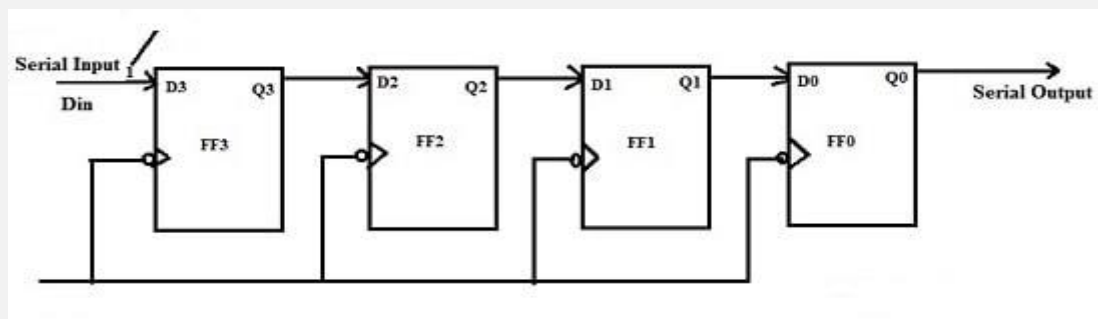 Serial Input 1
Din
D3 Q3
FF3
D2 Q2
FF2
D1 Q1
FF1
D0 Q0
FF0
Serial Output